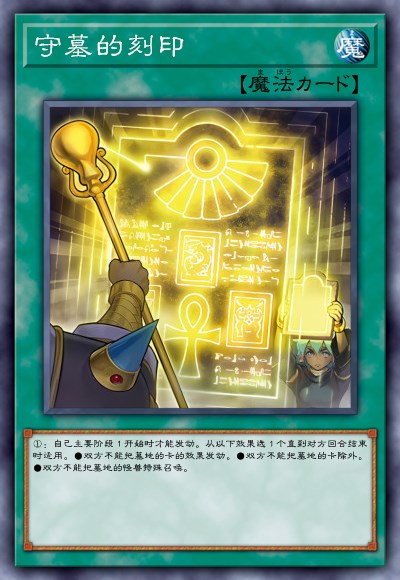 守墓的刻印
魔
【魔法カード】
まほう
①：自己主要阶段１开始时才能发动。从以下效果选１个直到对方回合结束
时适用。●双方不能把墓地的卡的效果发动。●双方不能把墓地的卡除外。
●双方不能把墓地的怪兽特殊召唤。